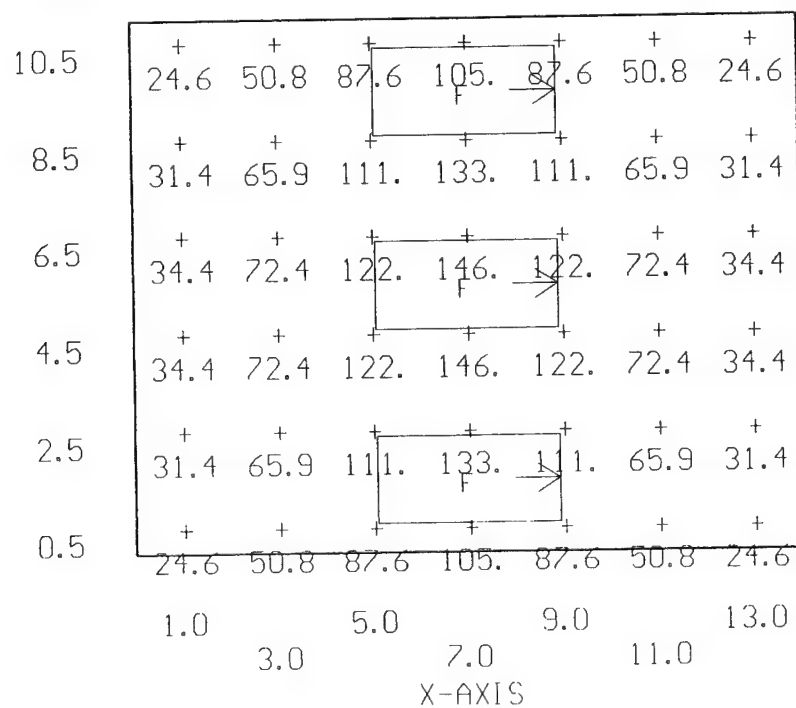 10.5 24.6 50.8 87.6 105. 87.6 50.8 24.6
F
8.5 31.4 65.9 111. 133. 111. 65.9 31.4
6.5 34.4 72.4 122. 146. 122. 72.4 34.4
F
4.5 34.4 72.4 122. 146. 122. 72.4 34.4
2.5 31.4 65.9 111. 133. 111. 65.9 31.4
F
0.5 24.6 50.8 87.6 105. 87.6 50.8 24.6
1.0 5.0 9.0 13.0
3.0 7.0 11.0
X-AXIS